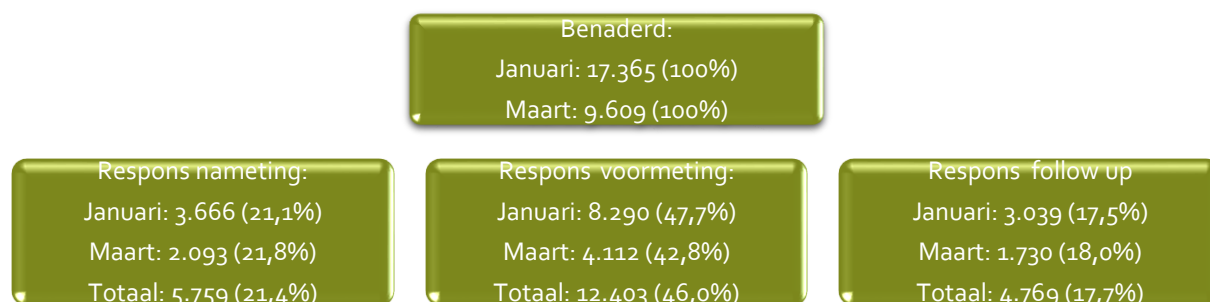 Benaderd:
Januari: 17.365 (100%)
Maart: 9.609 (100%)
Respons nameting:
Januari: 3.666 (21,1%)
Maart: 2.093 (21,8%)
Totaal: 5.759 (21,4%)
Respons voormeting:
Januari: 8.290 (47,7%)
Maart: 4.112 (42,8%)
Totaal: 12.403 (46,0%)
Respons follow up
Januari: 3.039 (17,5%)
Maart: 1.730 (18,0%)
Totaal: 4.769 (17,7%)